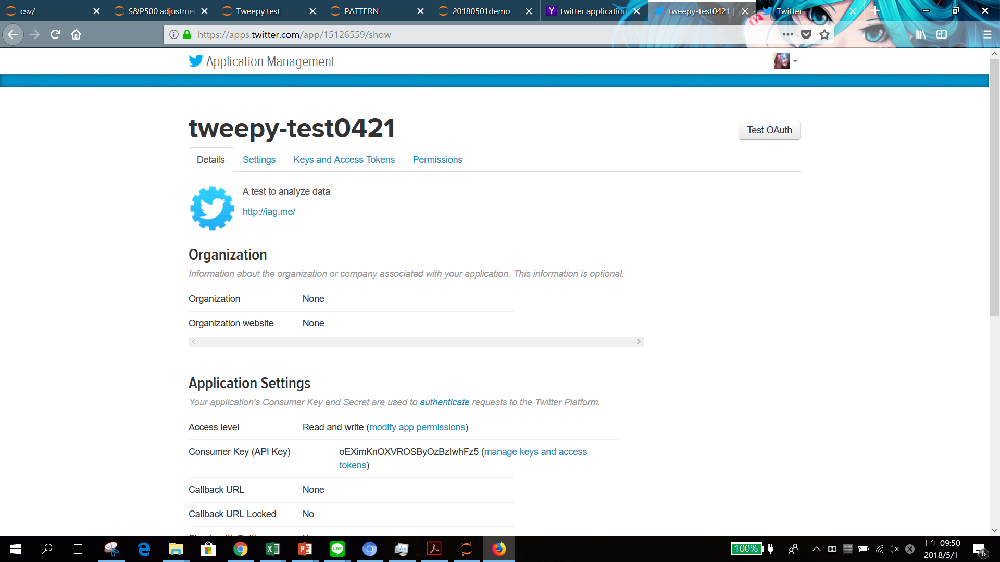 csv/
S&P500 adjustmer
Tweepy test
PATTERN
20180501demo
twitter application
tweepy-test0421 |
Twitter
https://apps.twitter.com/app/15126559/show
Application Management
tweepy-test0421
Test OAuth
Details
Settings
Keys and Access Tokens
Permissions
A test to analyze data
http://iag.me/
Organization
Information about the organization or company associated with your application. This information is optional.
Organization None
Organization website None
Application Settings
Your application's Consumer Key and Secret are used to authenticate requests to the Twitter Platform.
Access level Read and write (modify app permissions)
Consumer Key (API Key) oEXimKnOXVROSByOzBzIwhFz5 (manage keys and access
tokens)
Callback URL None
Callback URL Locked No
100%
上午 09:50
2018/5/1
6